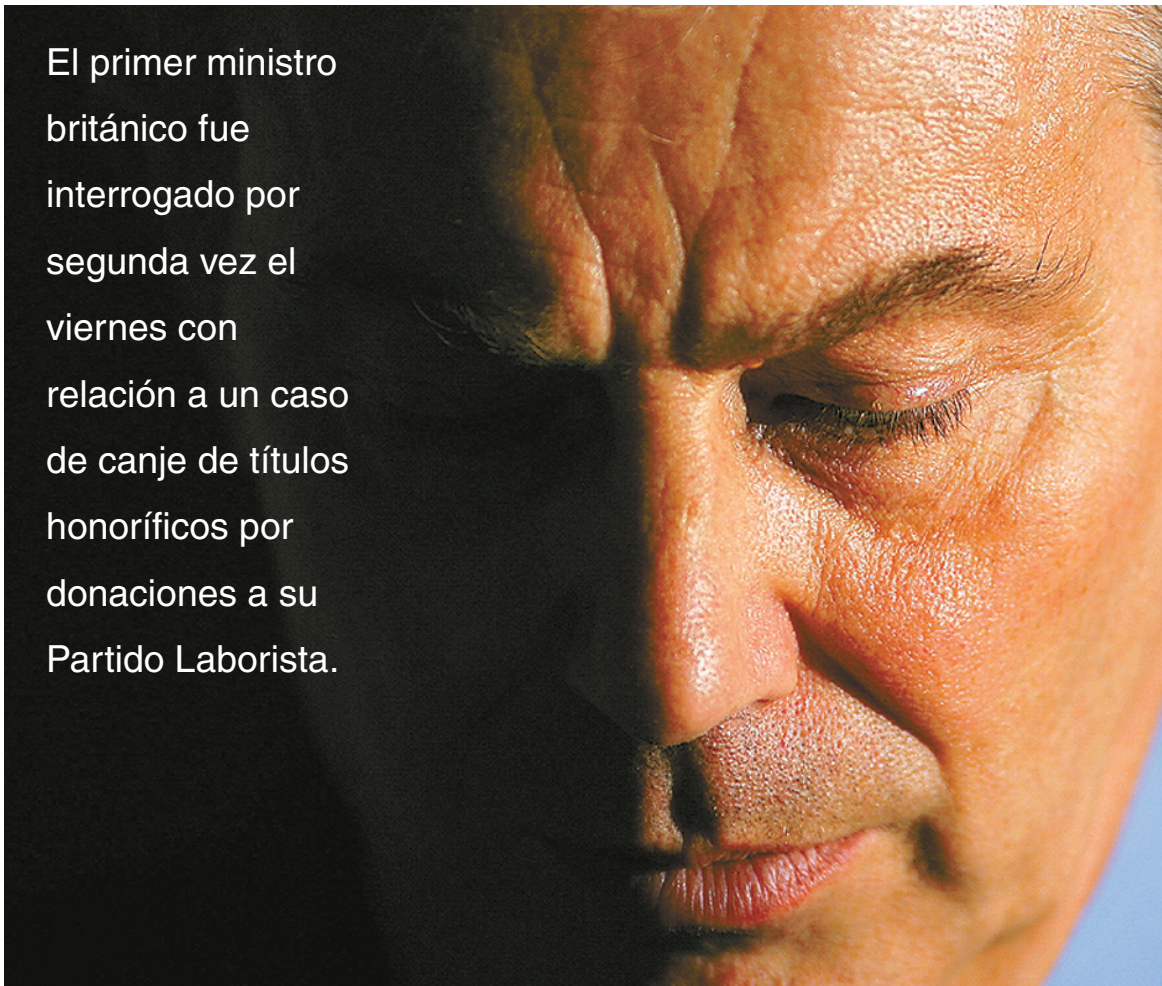 El primer ministro
británico fue
interrogado por
segunda vez el
viernes con
relación a un caso
de canje de títulos
honoríficos por
donaciones a su
Partido Laborista.